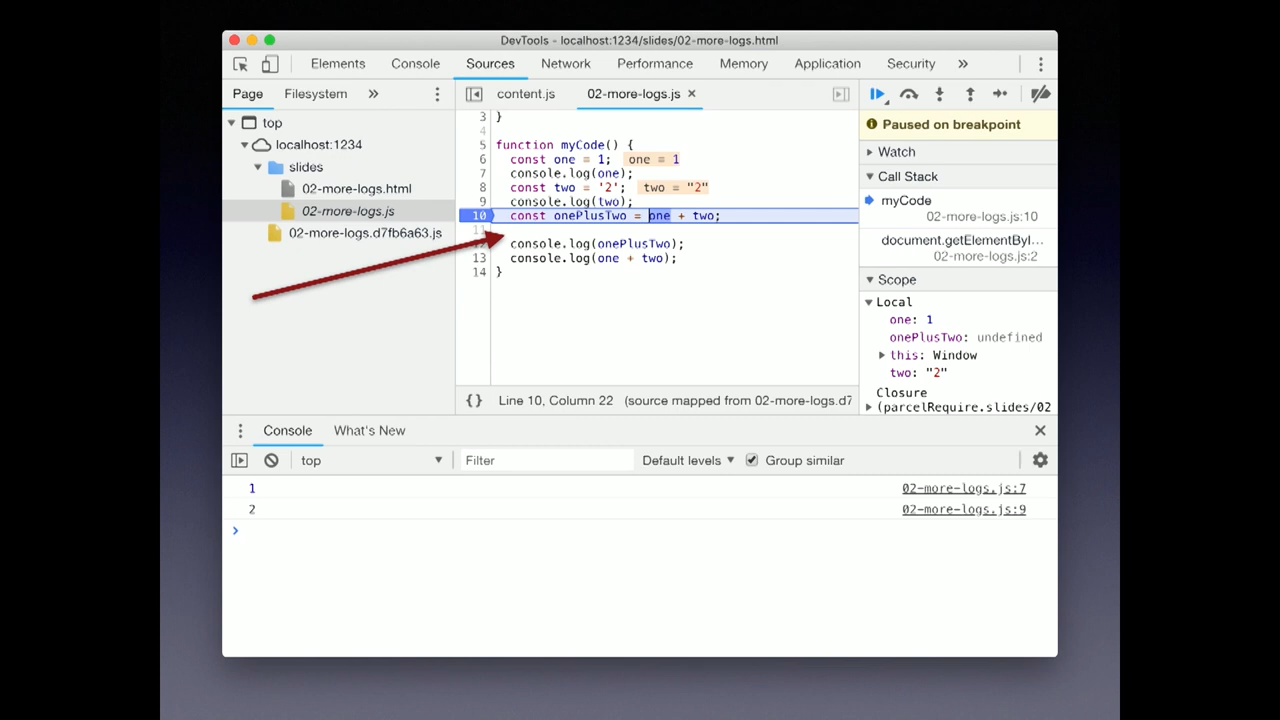 DevTools - localhost:1234/slides/02-more-logs.html
Elements Console Sources Network Performance Memory Application Security »
Page Filesystem »
content.js 02-more-logs.js ×
top
localhost:1234
slides
02-more-logs.html
02-more-logs.js
02-more-logs.d7fb6a63.js
3 }
4
5 function myCode() {
6 const one = 1; one = 1
7 console.log(one);
8 const two = '2'; two = "2"
9 console.log(two);
10 const onePlusTwo = one + two;
11
12 console.log(onePlusTwo);
13 console.log(one + two);
14 }
{} Line 10, Column 22 (source mapped from 02-more-logs.d7
Paused on breakpoint
Watch
Call Stack
myCode
02-more-logs.js:10
document.getElementByI...
02-more-logs.js:2
Scope
Local
one: 1
onePlusTwo: undefined
this: Window
two: "2"
Closure
(parcelRequire.slides/02
Console What's New
top Filter Default levels Group similar
1 02-more-logs.js:7
2 02-more-logs.js:9